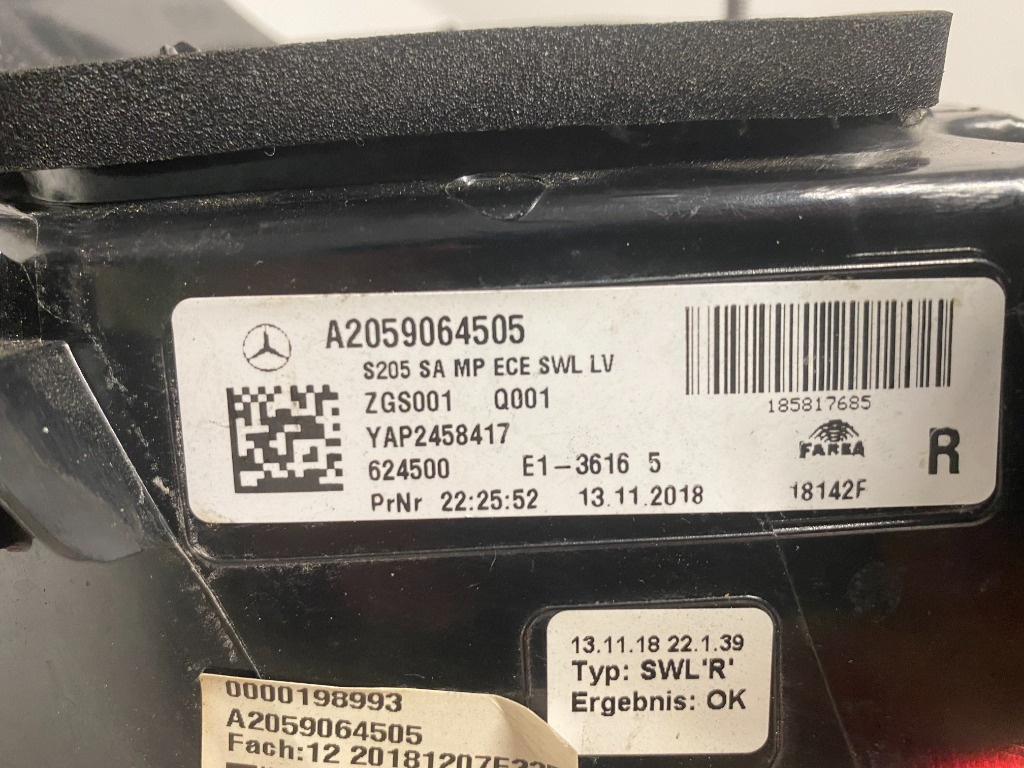 A2059064505
S205 SA MP ECE SWL LV
ZGS001 Q001
YAP2458417
624500 E1-3616 5
PrNr 22:25:52 13.11.2018
185817685
FARBA
R
18142F
13.11.18 22.1.39
Typ: SWL'R'
Ergebnis: OK
0000198993
A2059064505
Fach:12